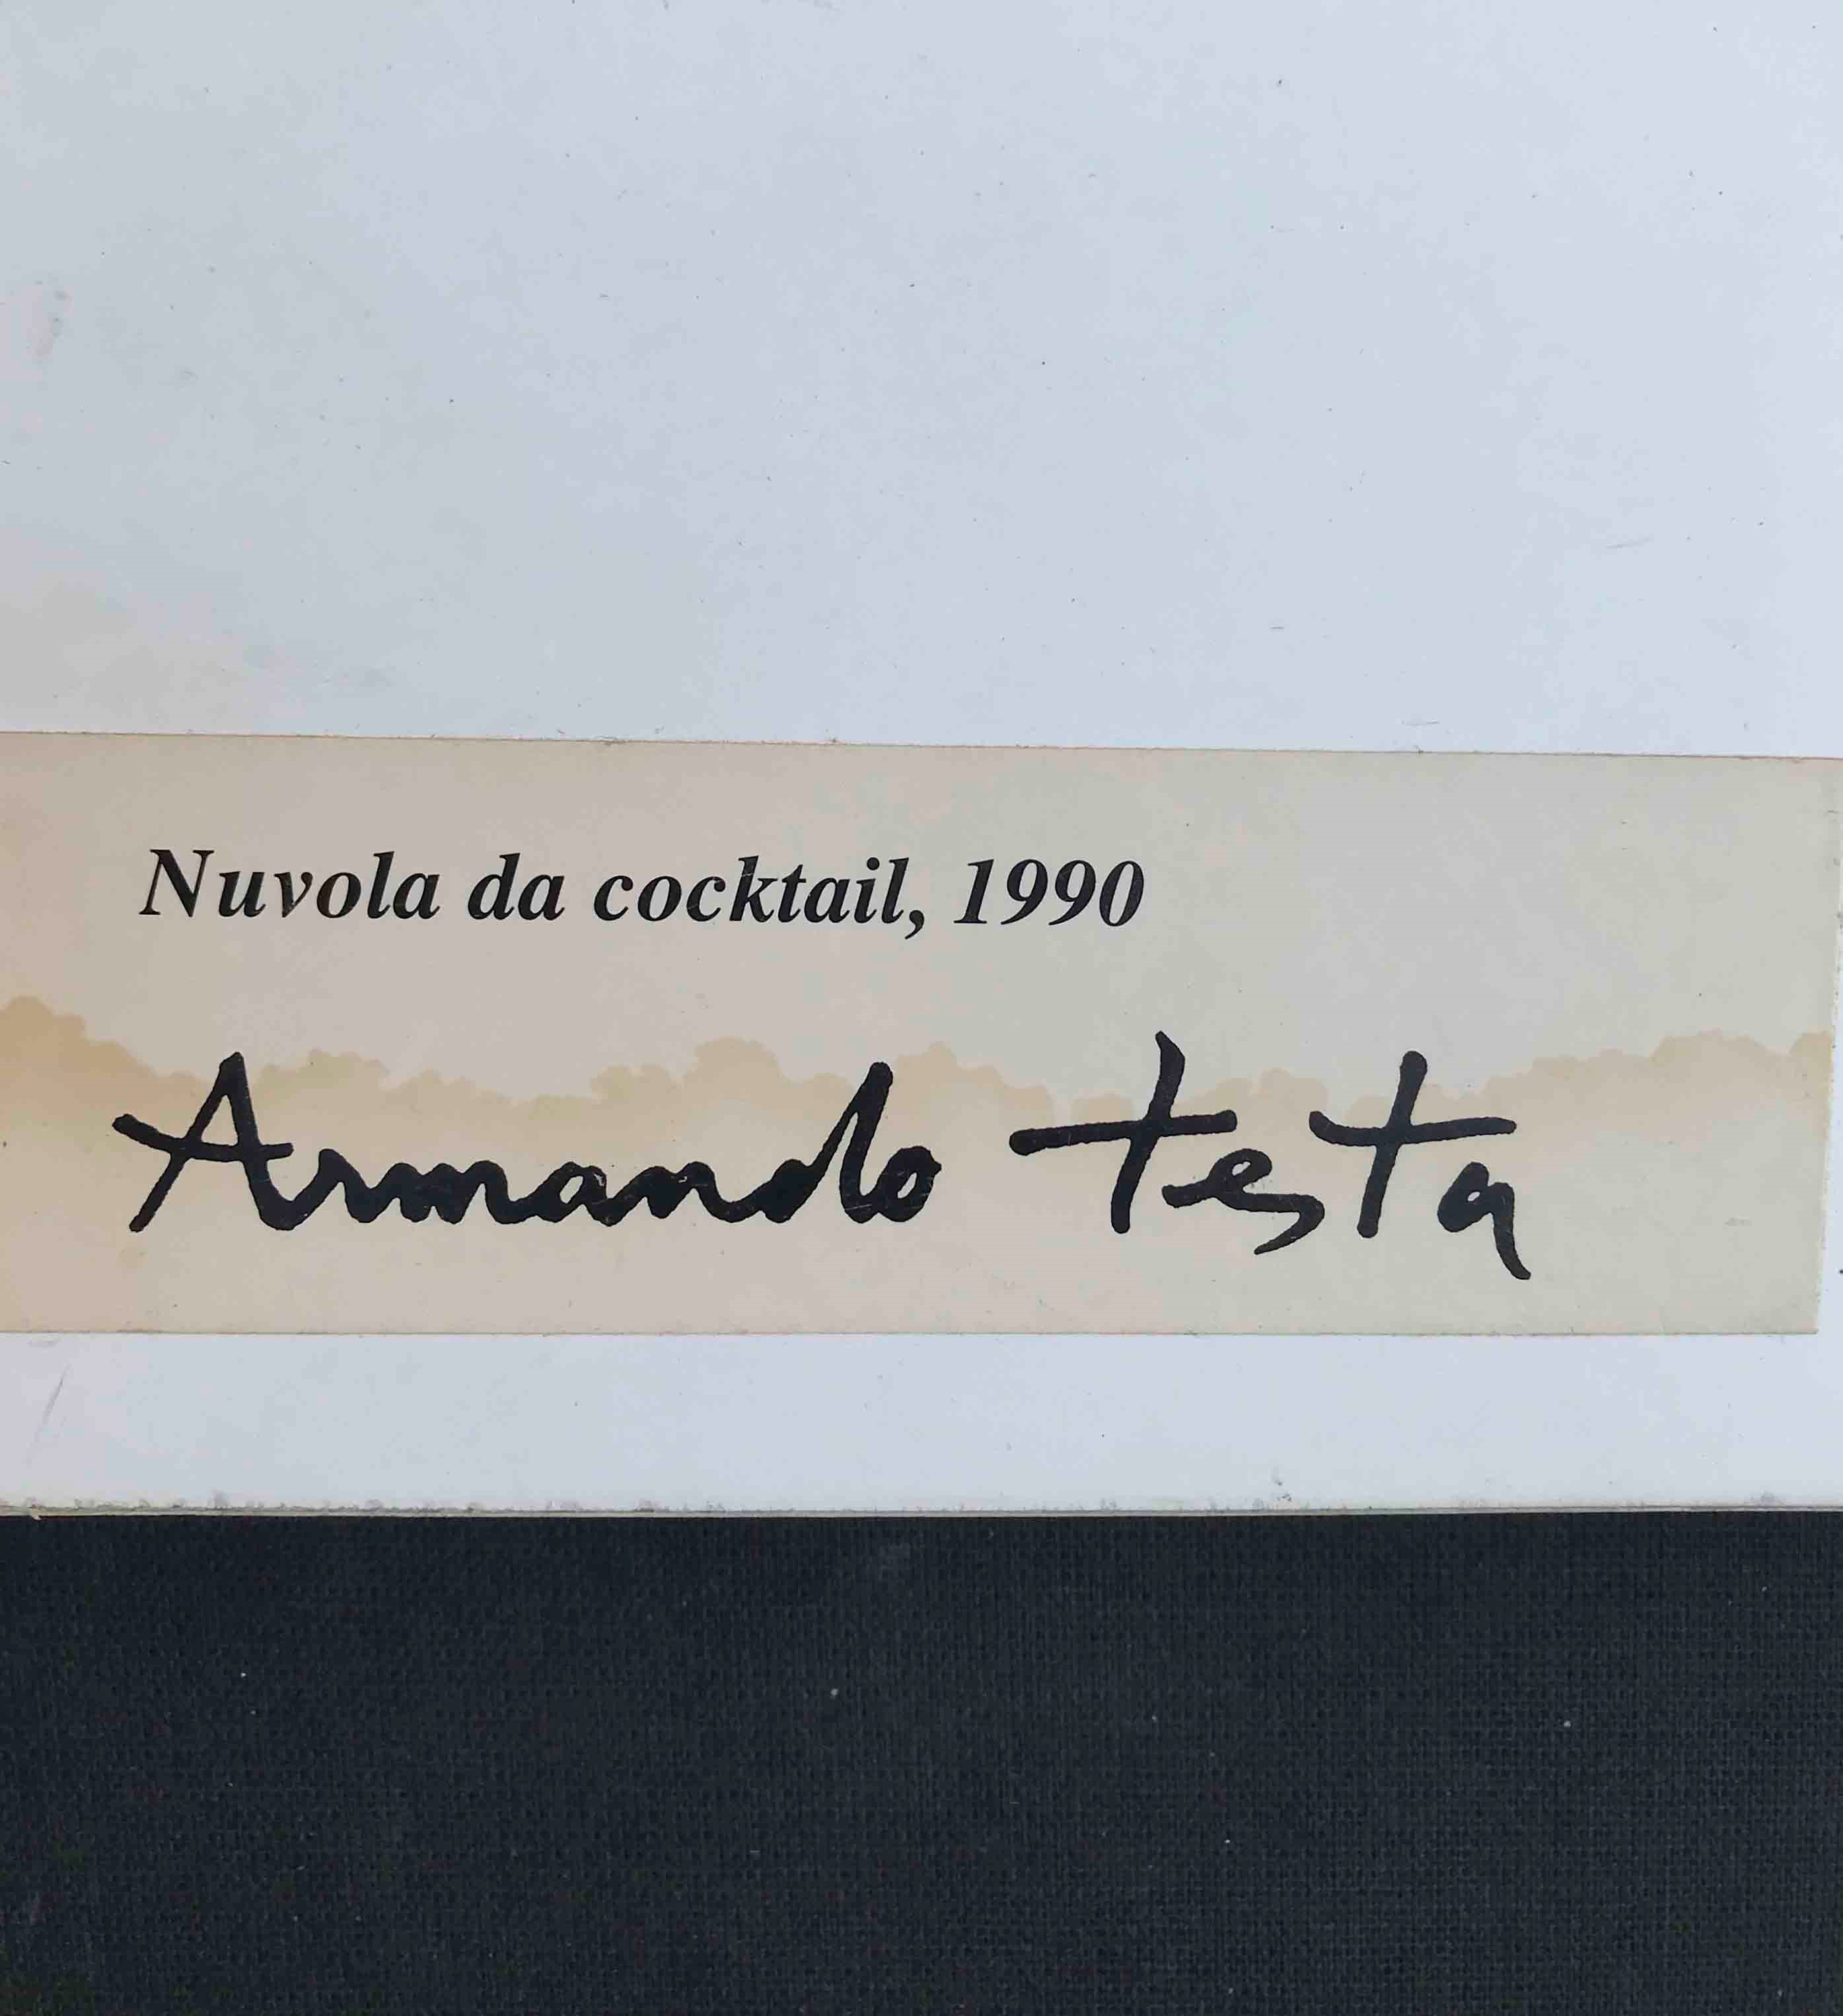 Nuvola da cocktail, 1990
Armando testa